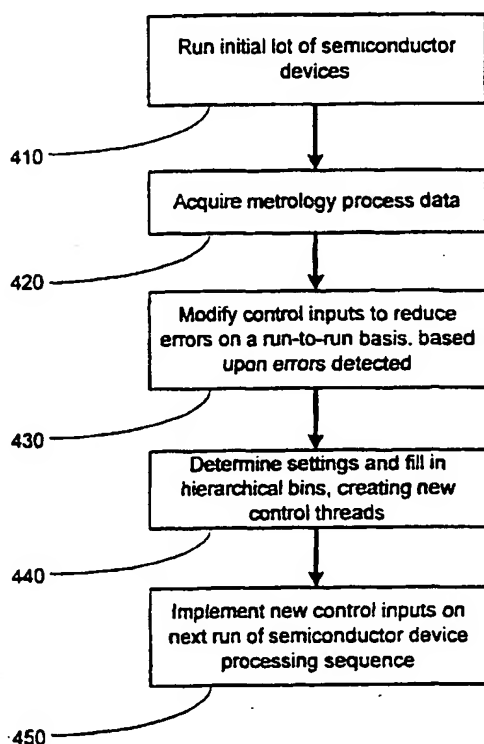 Run initial lot of semiconductor
devices
410
Acquire metrology process data
420
Modify control inputs to reduce
errors on a run-to-run basis. based
upon errors detected
430
Determine settings and fill in
hierarchical bins, creating new
control threads
440
Implement new control inputs on
next run of semiconductor device
processing sequence
450